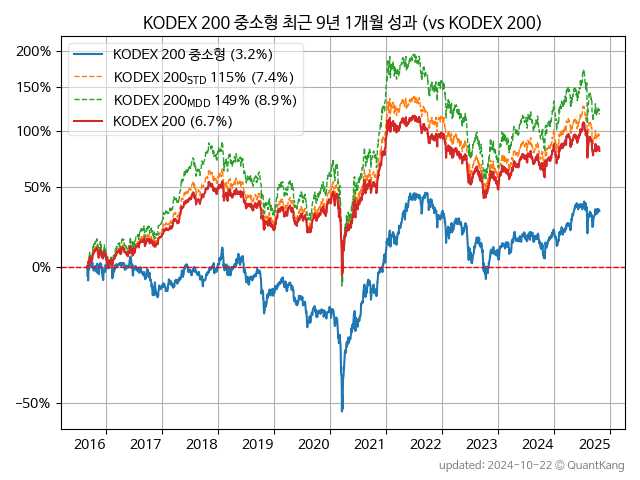 KODEX 200 중소형 최근 9년 1개월 성과 (vs KODEX 200)
200%
150%
100%
50%
0%
−50%
KODEX 200 중소형 (3.2%)
KODEX 200STD 115% (7.4%)
KODEX 200MDD 149% (8.9%)
KODEX 200 (6.7%)
2016 2017 2018 2019 2020 2021 2022 2023 2024 2025
updated: 2024-10-22 © QuantKang